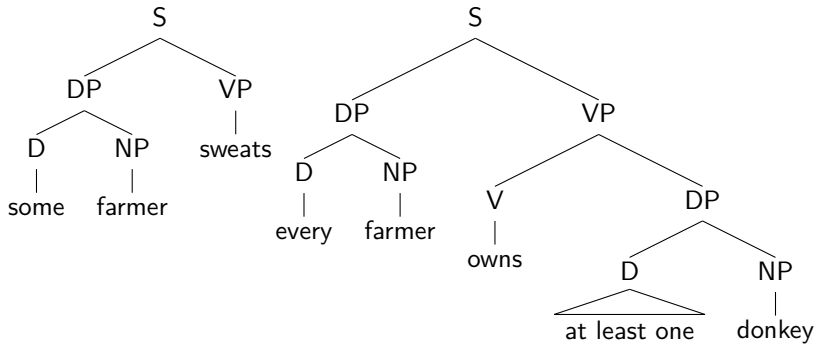 S
DP VP
D NP sweats
some farmer
S
DP VP
D NP V DP
every farmer owns D NP
at least one donkey